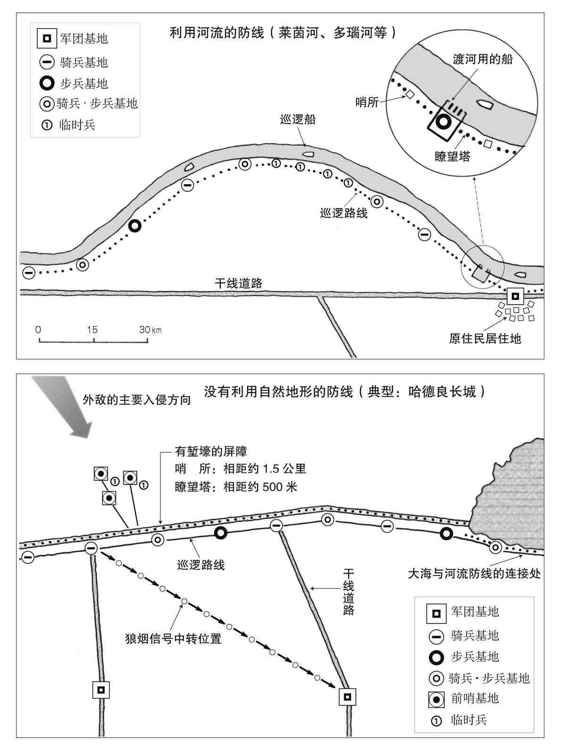 军团基地
骑兵基地
步兵基地
骑兵·步兵基地
临时兵
利用河流的防线(莱茵河、多瑙河等)
渡河用的船
哨所
瞭望塔
巡逻船
巡逻路线
干线道路
0 15 30 km
原住民居住地
没有利用自然地形的防线(典型:哈德良长城)
外敌的主要入侵方向
有堑壕的屏障
哨 所:相距约 1.5 公里
瞭望塔:相距约 500 米
巡逻路线
干线道路
大海与河流防线的连接处
狼烟信号中转位置
军团基地
骑兵基地
步兵基地
骑兵·步兵基地
前哨基地
临时兵